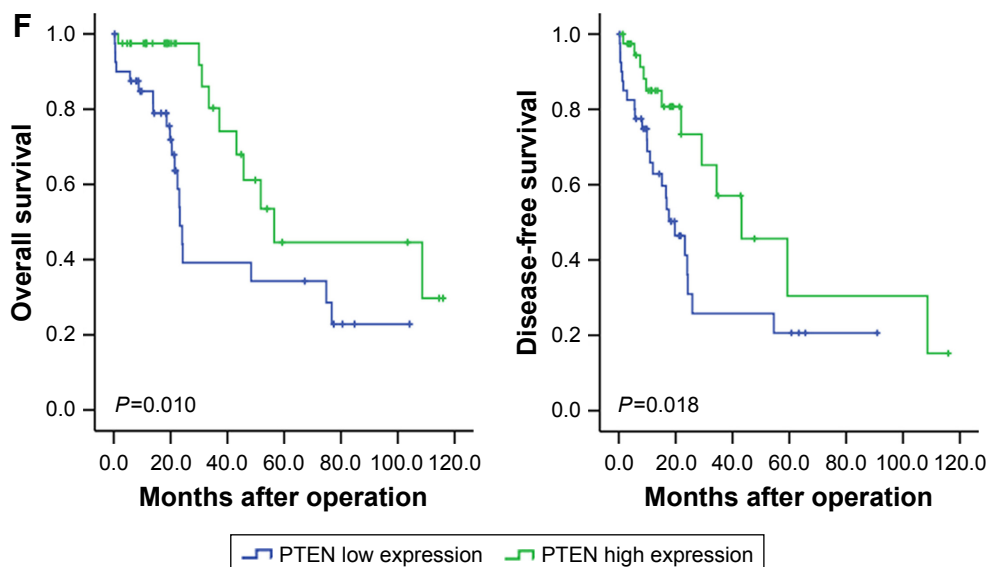 F
Overall survival
1.0
0.8
0.6
0.4
0.2
0.0
P=0.010
0.0 20.0 40.0 60.0 80.0 100.0 120.0
Months after operation
Disease-free survival
1.0
0.8
0.6
0.4
0.2
0.0
P=0.018
0.0 20.0 40.0 60.0 80.0 100.0 120.0
Months after operation
PTEN low expression PTEN high expression